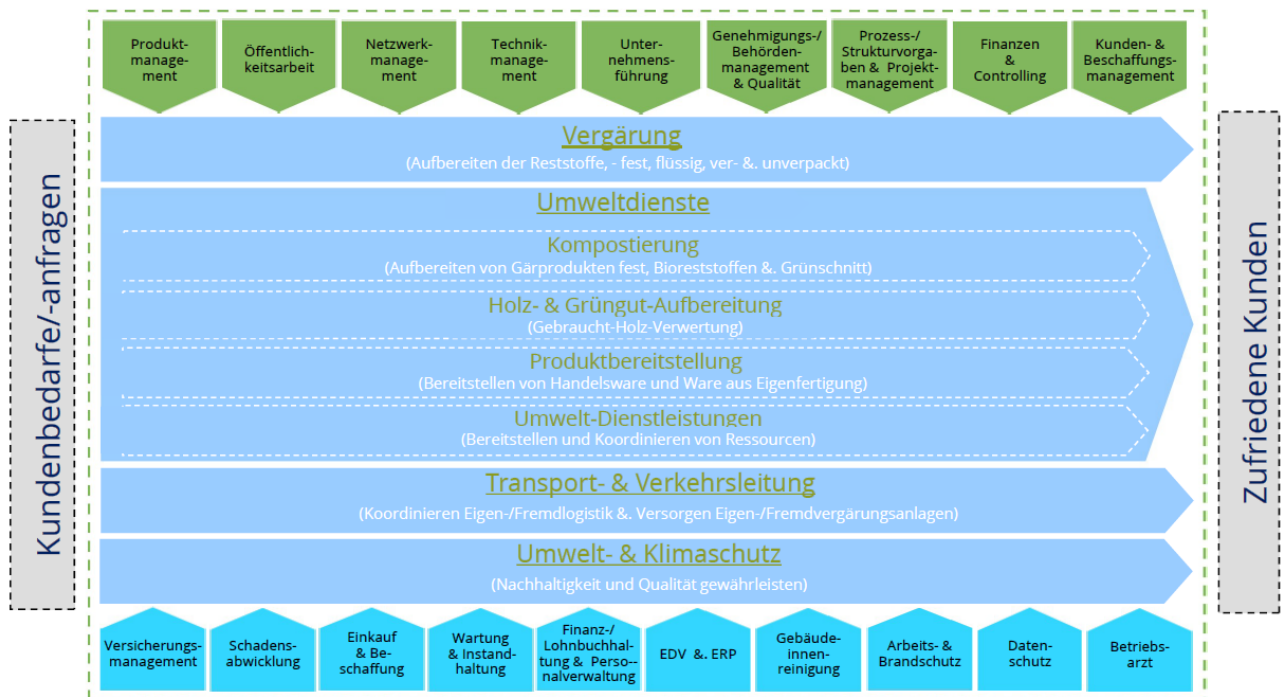 Produkt-
manage-
ment
Öffentlich-
keitsarbeit
Netzwerk-
manage-
ment
Technik-
manage-
ment
Unter-
nehmens-
führung
Genehmigungs-/
Behörden-
management
& Qualität
Prozess-/
Strukturvorga-
ben & Projekt-
management
Finanzen
&
Controlling
Kunden- &
Beschaffungs-
management
Kundenbedarfe/-anfragen
Vergärung
(Aufbereiten der Reststoffe, - fest, flüssig, ver- &. unverpackt)
Umweltdienste
Kompostierung
(Aufbereiten von Gärprodukten fest, Bioreststoffen &. Grünschnitt)
Holz- & Grüngut-Aufbereitung
(Gebraucht-Holz-Verwertung)
Produktbereitstellung
(Bereitstellen von Handelsware und Ware aus Eigenfertigung)
Umwelt-Dienstleistungen
(Bereitstellen und Koordinieren von Ressourcen)
Transport- & Verkehrsleitung
(Koordinieren Eigen-/Fremdlogistik &. Versorgen Eigen-/Fremdvergärungsanlagen)
Umwelt- & Klimaschutz
(Nachhaltigkeit und Qualität gewährleisten)
Zufriedene Kunden
Versicherungs-
management
Schadens-
abwicklung
Einkauf
& Be-
schaffung
Wartung
& Instand-
haltung
Finanz-/
Lohnbuchhal-
tung & Perso--
nalverwaltung
EDV &. ERP
Gebäude-
innen-
reinigung
Arbeits- &
Brandschutz
Daten-
schutz
Betriebs-
arzt